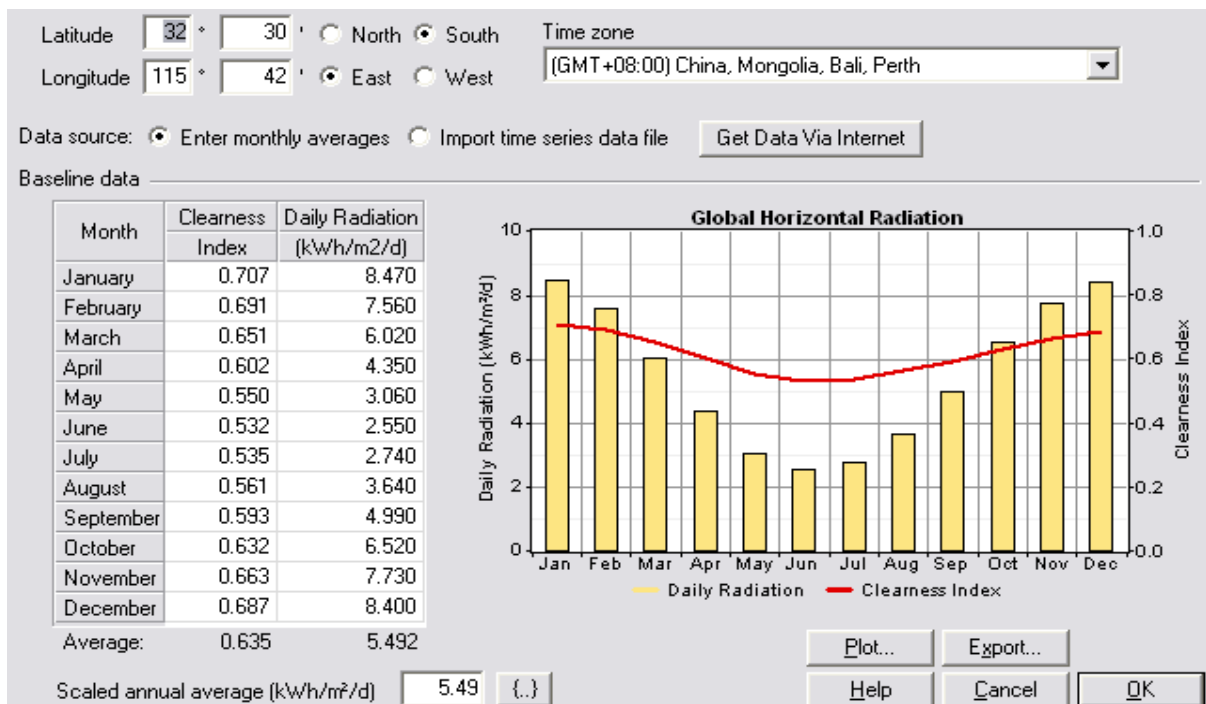 Latitude 32 ° 30 ' North South
Time zone
Longitude 115 ° 42 ' East West
(GMT+08:00) China, Mongolia, Bali, Perth
Data source: Enter monthly averages Import time series data file Get Data Via Internet
Baseline data
Month Clearness Index Daily Radiation (kWh/m2/d)
January 0.707 8.470
February 0.691 7.560
March 0.651 6.020
April 0.602 4.350
May 0.550 3.060
June 0.532 2.550
July 0.535 2.740
August 0.561 3.640
September 0.593 4.990
October 0.632 6.520
November 0.663 7.730
December 0.687 8.400
Average: 0.635 5.492
Scaled annual average (kWh/m²/d) 5.49 {..}
Global Horizontal Radiation
Daily Radiation (kWh/m²/d)
10
8
6
4
2
0
1.0
0.8
0.6
0.4
0.2
0.0
Clearness Index
Jan Feb Mar Apr May Jun Jul Aug Sep Oct Nov Dec
Daily Radiation Clearness Index
Plot... Export...
Help Cancel OK